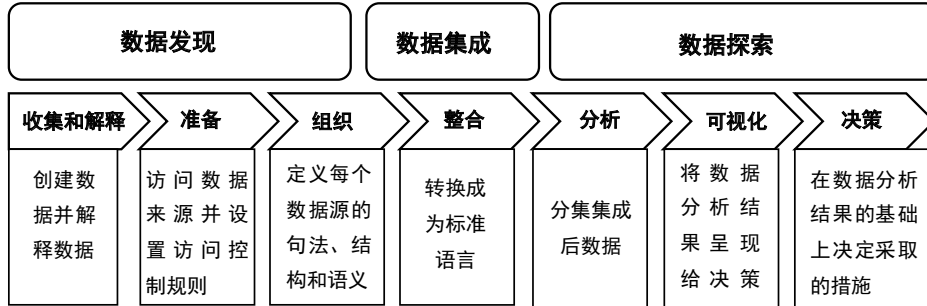 数据发现
数据集成
数据探索
收集和解释
准备
组织
整合
分析
可视化
决策
创建数
据并解
释数据
访问数据
来源并设
置访问控
制规则
定义每个
数据源的
句法、结
构和语义
转换成
为标准
语言
分集集成
后数据
将数据
分析结
果呈现
给决策
在数据分析
结果的基础
上决定采取
的措施